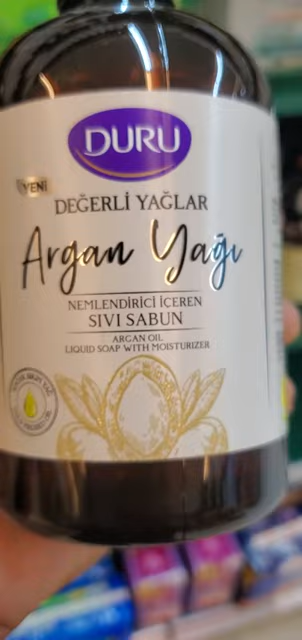 DURU
YENİ
DEĞERLİ YAĞLAR
Argan Yağı
NEMLENDİRİCİ İÇEREN
SIVI SABUN
ARGAN OIL
LIQUID SOAP WITH MOISTURIZER